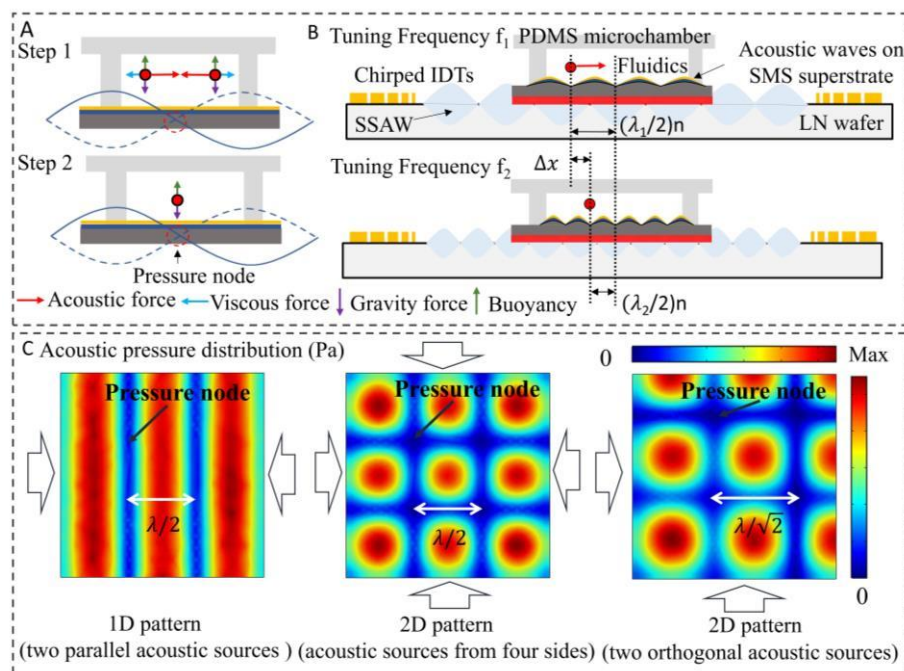 A
Step 1
Step 2
Pressure node
Acoustic force
Viscous force
Gravity force
Buoyancy
B
Tuning Frequency f1
PDMS microchamber
Chirped IDTs
Fluidics
Acoustic waves on
SMS superstrate
SSAW
(λ1/2)n
LN wafer
Tuning Frequency f2
Δx
(λ2/2)n
C Acoustic pressure distribution (Pa)
Pressure node
λ/2
1D pattern
(two parallel acoustic sources )
Pressure node
λ/2
2D pattern
(acoustic sources from four sides)
0
Max
Pressure node
λ/√2
0
2D pattern
(two orthogonal acoustic sources)